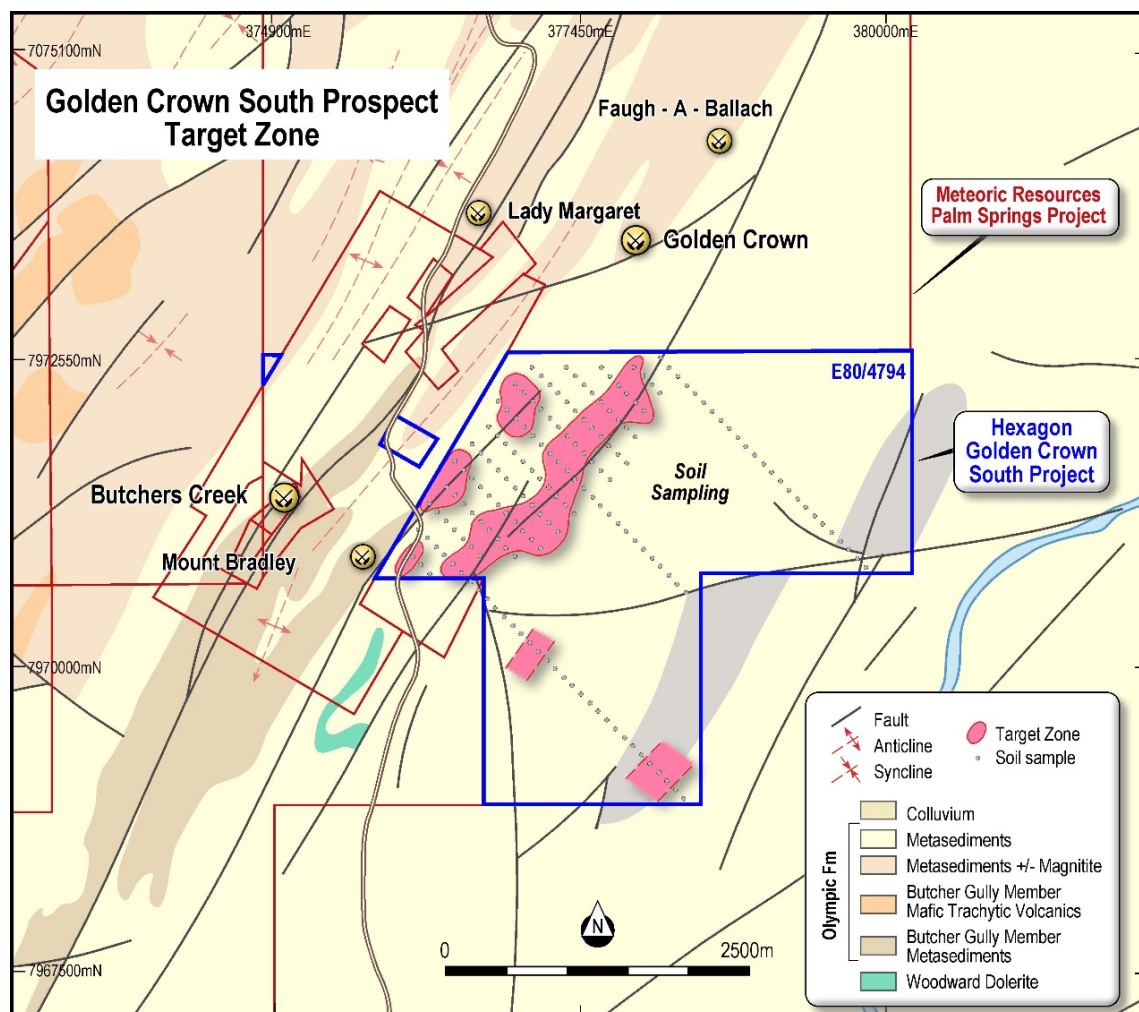 374900mE
377450mE
380000mE
7075100mN
Golden Crown South Prospect
Target Zone
Faugh - A - Ballach
Meteoric Resources
Palm Springs Project
Lady Margaret
Golden Crown
7972550mN
E80/4794
Hexagon
Golden Crown
South Project
Soil
Sampling
Butchers Creek
Mount Bradley
7970000mN
Fault
Anticline
Syncline
Target Zone
Soil sample
Colluvium
Metasediments
Metasediments +/- Magnitite
Butcher Gully Member
Mafic Trachytic Volcanics
Butcher Gully Member
Metasediments
Woodward Dolerite
Olympic Fm
N
0
2500m
7967500mN